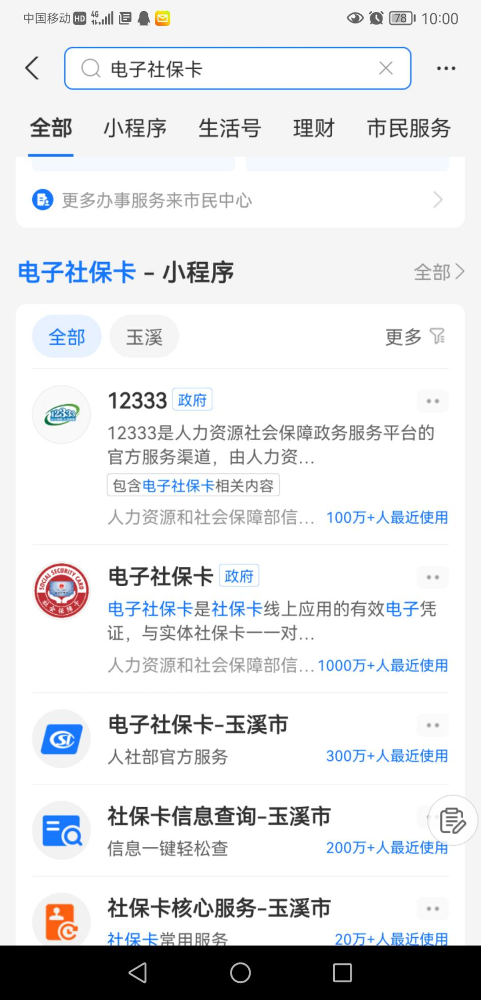 中国移动 HD 4G 78 10:00
电子社保卡
全部 小程序 生活号 理财 市民服务
更多办事服务来市民中心
电子社保卡 – 小程序 全部
全部 玉溪 更多
12333 政府
12333
12333是人力资源社会保障政务服务平台的
官方服务渠道，由人力资...
包含电子社保卡相关内容
人力资源和社会保障部信... 100万+人最近使用
SOCIAL SECURITY CARD
社会保障卡
电子社保卡 政府
电子社保卡是社保卡线上应用的有效电子凭
证，与实体社保卡一一对...
人力资源和社会保障部信... 1000万+人最近使用
电子社保卡–玉溪市
人社部官方服务 300万+人最近使用
社保卡信息查询–玉溪市
信息一键轻松查 200万+人最近使用
社保卡核心服务–玉溪市
社保卡常用服务 20万+人最近使用